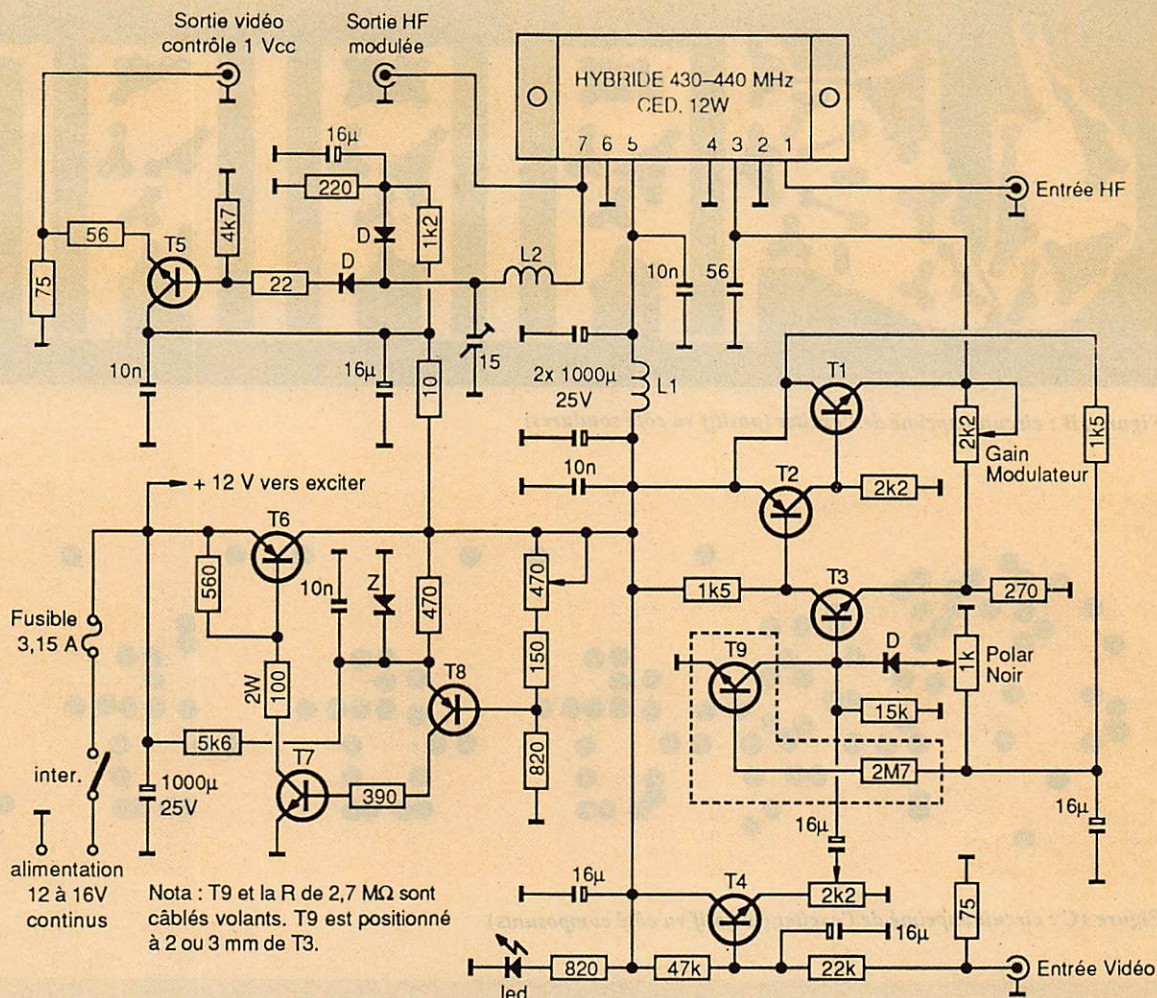 Sortie vidéo
contrôle 1 Vcc
Sortie HF
modulée
HYBRIDE 430–440 MHz
CED. 12W
7 6 5 4 3 2 1
Entrée HF
16µ
220
4k7
1k2
56
T5
D
D
22
75
L2
10n
56
10n
16µ
10
15
2x 1000µ
25V
L1
T1
2k2
Gain
Modulateur
1k5
10n
T2
2k2
+ 12 V vers exciter
T6
560
10n
Z
470
470
1k5
T3
270
Fusible
3,15 A
2W
100
150
T8
T9
D
1k
Polar
Noir
15k
5k6
820
2M7
inter.
1000µ
25V
T7
390
16µ
16µ
alimentation
12 à 16V
continus
Nota : T9 et la R de 2,7 MΩ sont
câblés volants. T9 est positionné
à 2 ou 3 mm de T3.
16µ
T4
2k2
75
16µ
led
820
47k
22k
Entrée Vidéo